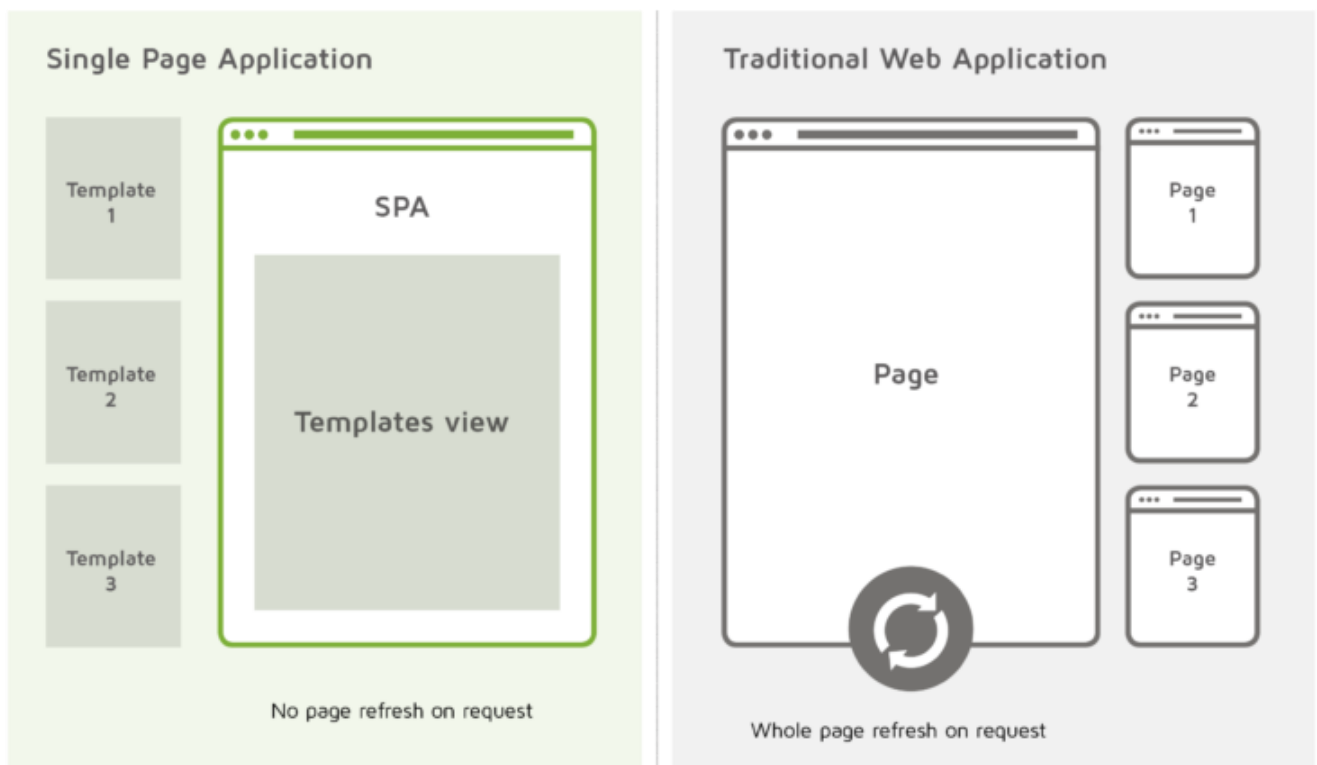 Single Page Application
Template
1
Template
2
Template
3
SPA
Templates view
No page refresh on request
Traditional Web Application
Page
Page
1
Page
2
Page
3
Whole page refresh on request